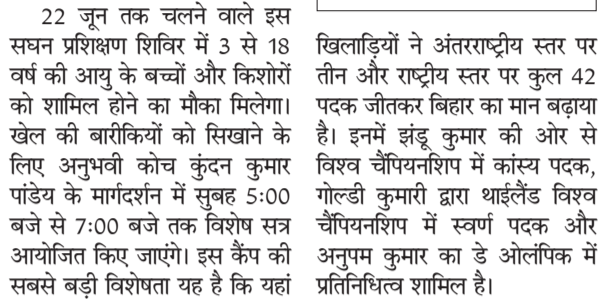 22 जून तक चलने वाले इस
सघन प्रशिक्षण शिविर में 3 से 18
वर्ष की आयु के बच्चों और किशोरों
को शामिल होने का मौका मिलेगा।
खेल की बारीकियों को सिखाने के
लिए अनुभवी कोच कुंदन कुमार
पांडेय के मार्गदर्शन में सुबह 5:00
बजे से 7:00 बजे तक विशेष सत्र
आयोजित किए जाएंगे। इस कैंप की
सबसे बड़ी विशेषता यह है कि यहां
खिलाड़ियों ने अंतरराष्ट्रीय स्तर पर
तीन और राष्ट्रीय स्तर पर कुल 42
पदक जीतकर बिहार का मान बढ़ाया
है। इनमें झंडू कुमार की ओर से
विश्व चैंपियनशिप में कांस्य पदक,
गोल्डी कुमारी द्वारा थाईलैंड विश्व
चैंपियनशिप में स्वर्ण पदक और
अनुपम कुमार का डे ओलंपिक में
प्रतिनिधित्व शामिल है।